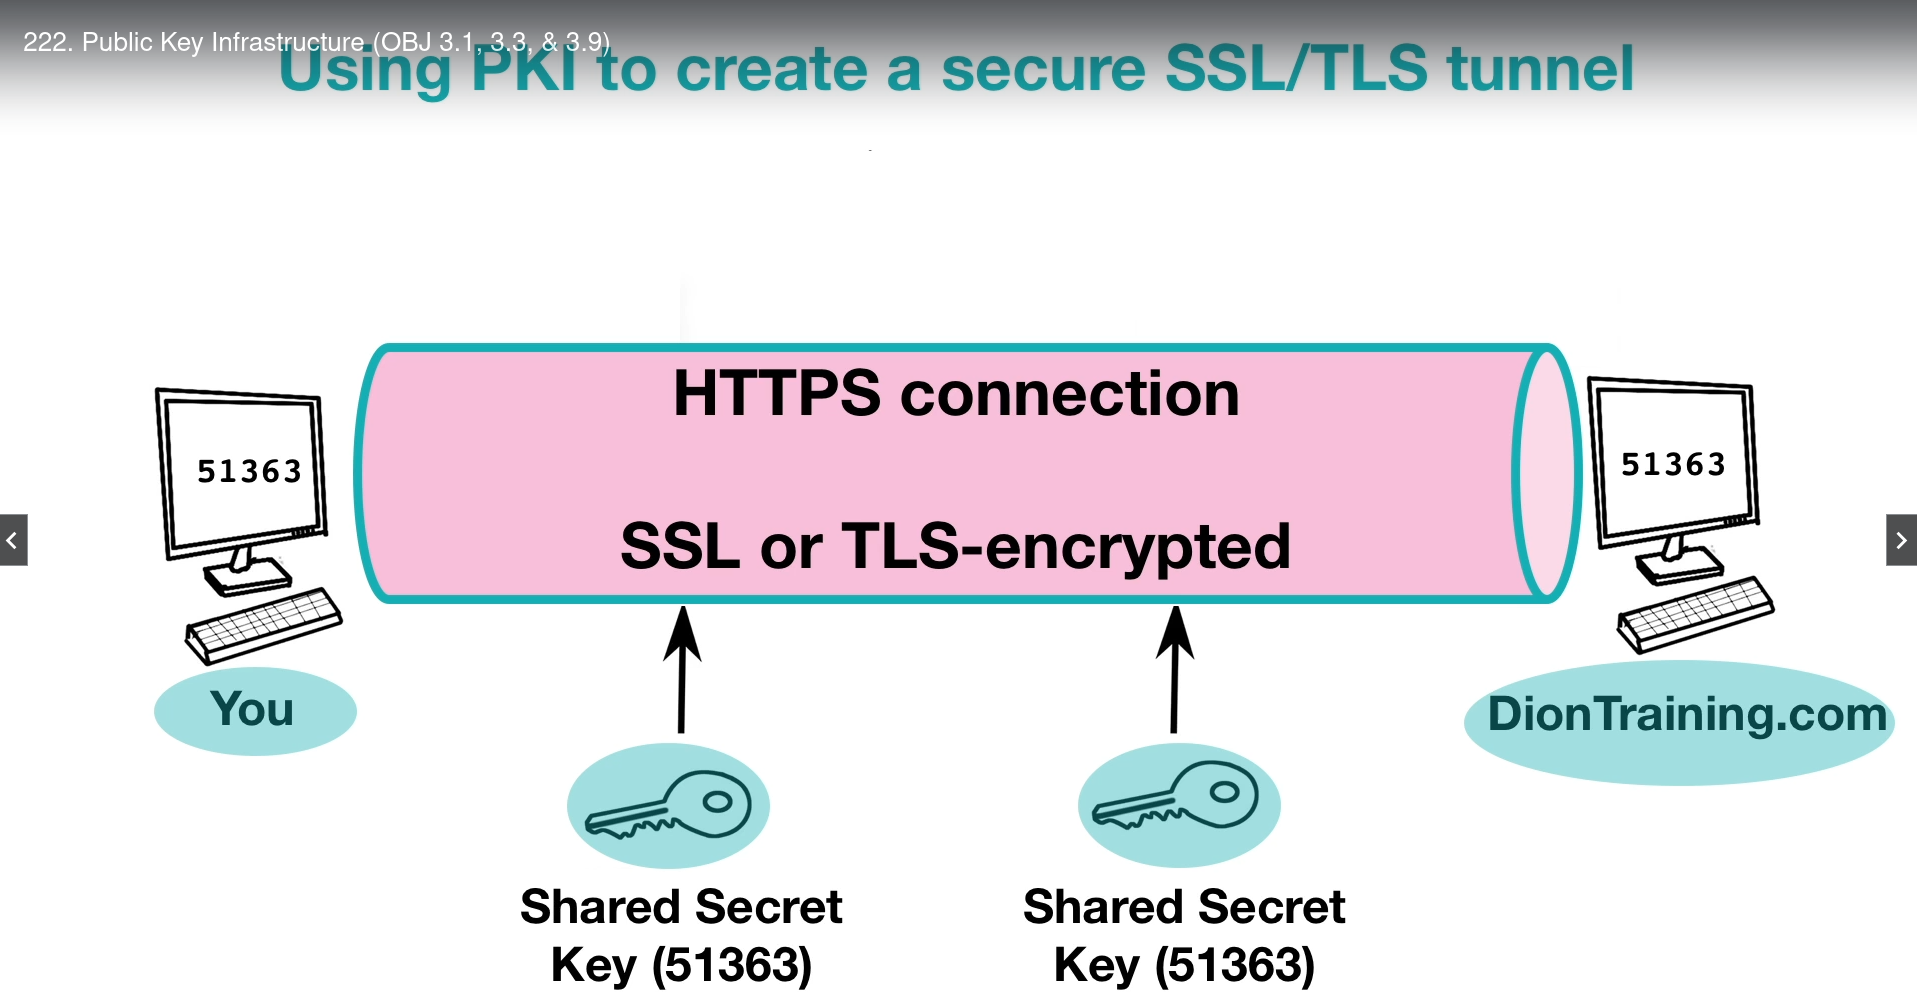 222. Public Key Infrastructure (OBJ 3.1, 3.3, & 3.9)
Using PKI to create a secure SSL/TLS tunnel
HTTPS connection
51363
51363
SSL or TLS-encrypted
You
DionTraining.com
Shared Secret
Key (51363)
Shared Secret
Key (51363)